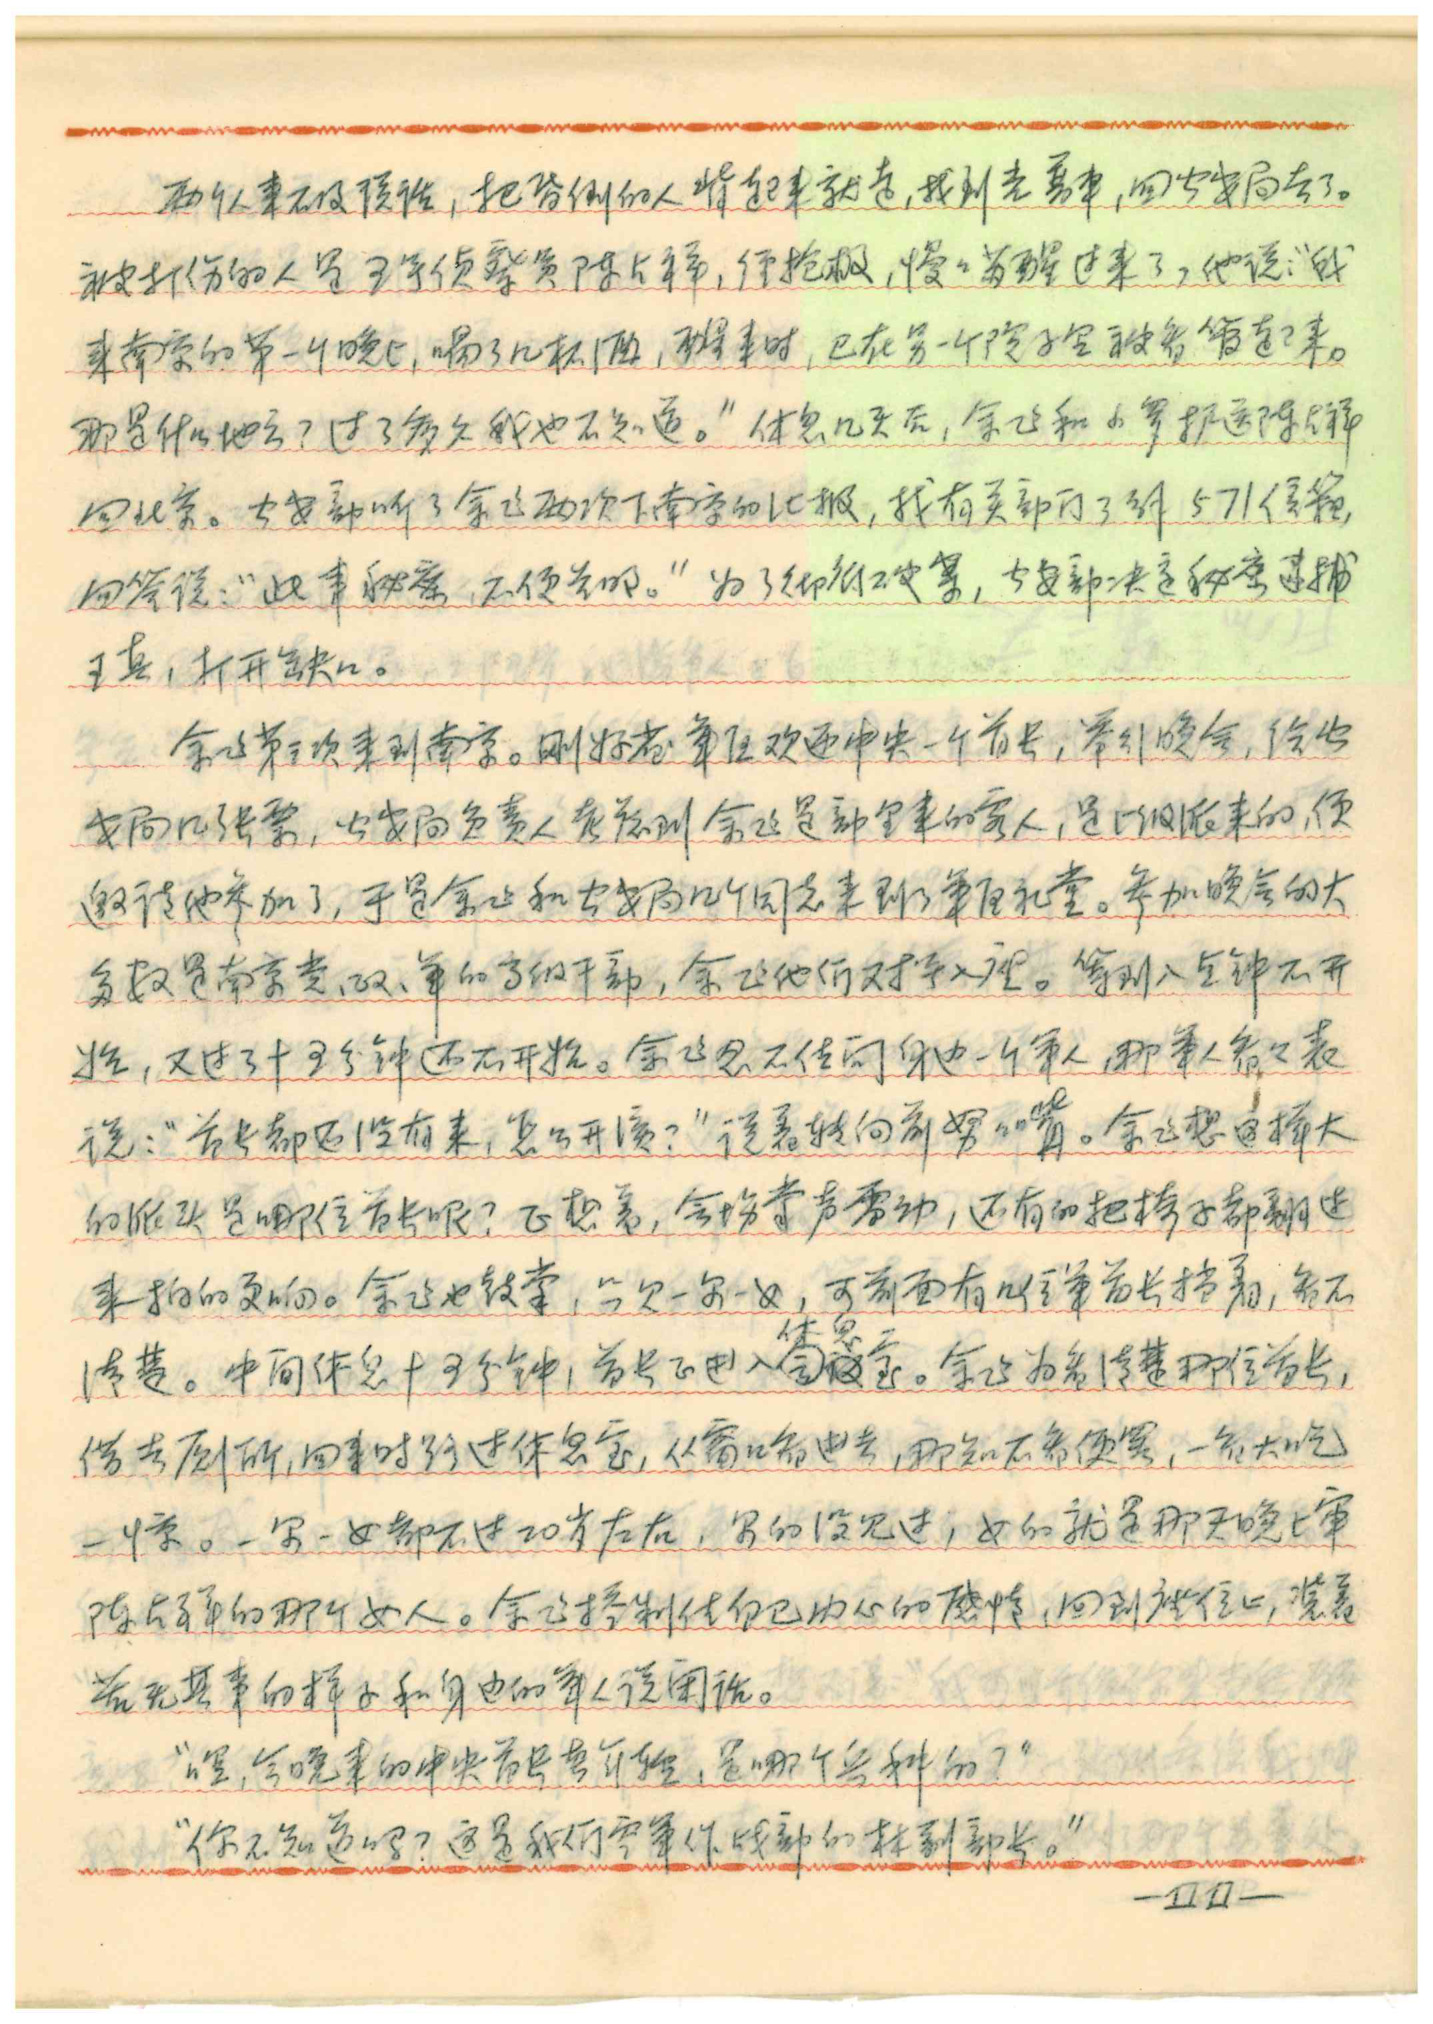 两个人来不及说话，把昏倒的人背起来就走，找到老高车，回公安局去了。
被打伤的人是王字侦察员陈占祥，经抢救，慢々苏醒过来了，他说：“我
来南京的第一个晚上，喝了几杯酒，醒来时，已在另一个院子里被看管起来。
那是什么地方？过了多久我也不知道。”休息几天后，余飞和小罗护送陈占祥
回北京。公安部听了余飞两次下南京的汇报，找有关部门了解571信箱，
回答说：“此事秘密，不便告明。”为了彻底破案，公安部决定秘密逮捕
王真，打开缺口。
余飞第三次来到南京。刚好省军区欢迎中央一个首长，举行晚会，给公
安局几张票，公安局负责人考虑到余飞是部里来的客人，是上级派来的，便
邀请他参加了，于是余飞和公安局几个同志来到了军区礼堂。参加晚会的大
多数是南京党、政、军的高级干部，余飞他们对号入座。等到八点钟不开
始，又过了十五分钟还不开始。余飞忍不住问身边一个军人，那军人看々表
说：“首长都还没有来，怎么开演？”说着转向前努々嘴。余飞想这样大
的派头是哪位首长呢？正想着，会场掌声雷动，还有的把椅子都翻过
来拍的更响。余飞也鼓掌，只见一男一女，可前面有几位军首长挡着，看不
清楚。中间休息十五分钟，首长正进入休息室。余飞为看清楚那位首长，
借去厕所，回来时路过休息室，从窗口看进去，那知不看便罢，一看大吃
一惊。一男一女都不过20岁左右，男的没见过，女的就是那天晚上审
陈占祥的那个女人。余飞控制住自己内心的感情，回到座位上，装着
若无其事的样子和身边的军人说闲话。
“嘿，今晚来的中央首长真年轻，是哪个兵种的？”
“你不知道吗？这是我们空军作战部的林副部长。”